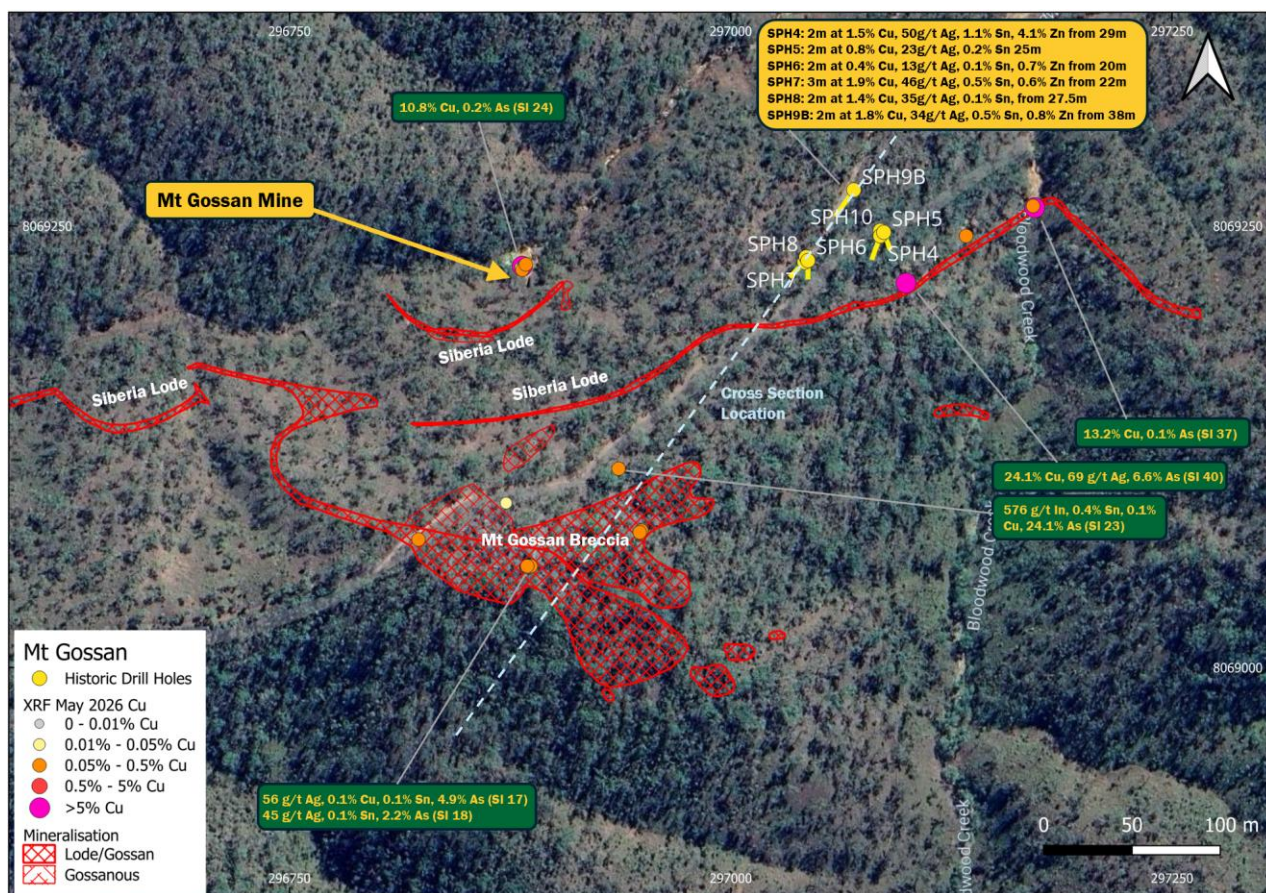 296750
297000
297250
SPH4: 2m at 1.5% Cu, 50g/t Ag, 1.1% Sn, 4.1% Zn from 29m
SPH5: 2m at 0.8% Cu, 23g/t Ag, 0.2% Sn 25m
SPH6: 2m at 0.4% Cu, 13g/t Ag, 0.1% Sn, 0.7% Zn from 20m
SPH7: 3m at 1.9% Cu, 46g/t Ag, 0.5% Sn, 0.6% Zn from 22m
SPH8: 2m at 1.4% Cu, 35g/t Ag, 0.1% Sn, from 27.5m
SPH9B: 2m at 1.8% Cu, 34g/t Ag, 0.5% Sn, 0.8% Zn from 38m
10.8% Cu, 0.2% As (SI 24)
Mt Gossan Mine
SPH9B
8069250
SPH10
SPH5
8069250
SPH8
SPH6
SPH4
SPH7
Bloodwood Creek
Siberia Lode
Siberia Lode
Siberia Lode
Cross Section
Location
13.2% Cu, 0.1% As (SI 37)
24.1% Cu, 69 g/t Ag, 6.6% As (SI 40)
576 g/t In, 0.4% Sn, 0.1%
Cu, 24.1% As (SI 23)
Mt Gossan Breccia
Bloodwood Creek
8069000
Mt Gossan
Historic Drill Holes
XRF May 2026 Cu
0 - 0.01% Cu
0.01% - 0.05% Cu
0.05% - 0.5% Cu
0.5% - 5% Cu
>5% Cu
Mineralisation
Lode/Gossan
Gossanous
56 g/t Ag, 0.1% Cu, 0.1% Sn, 4.9% As (SI 17)
45 g/t Ag, 0.1% Sn, 2.2% As (SI 18)
0 50 100 m
296750
297000
297250